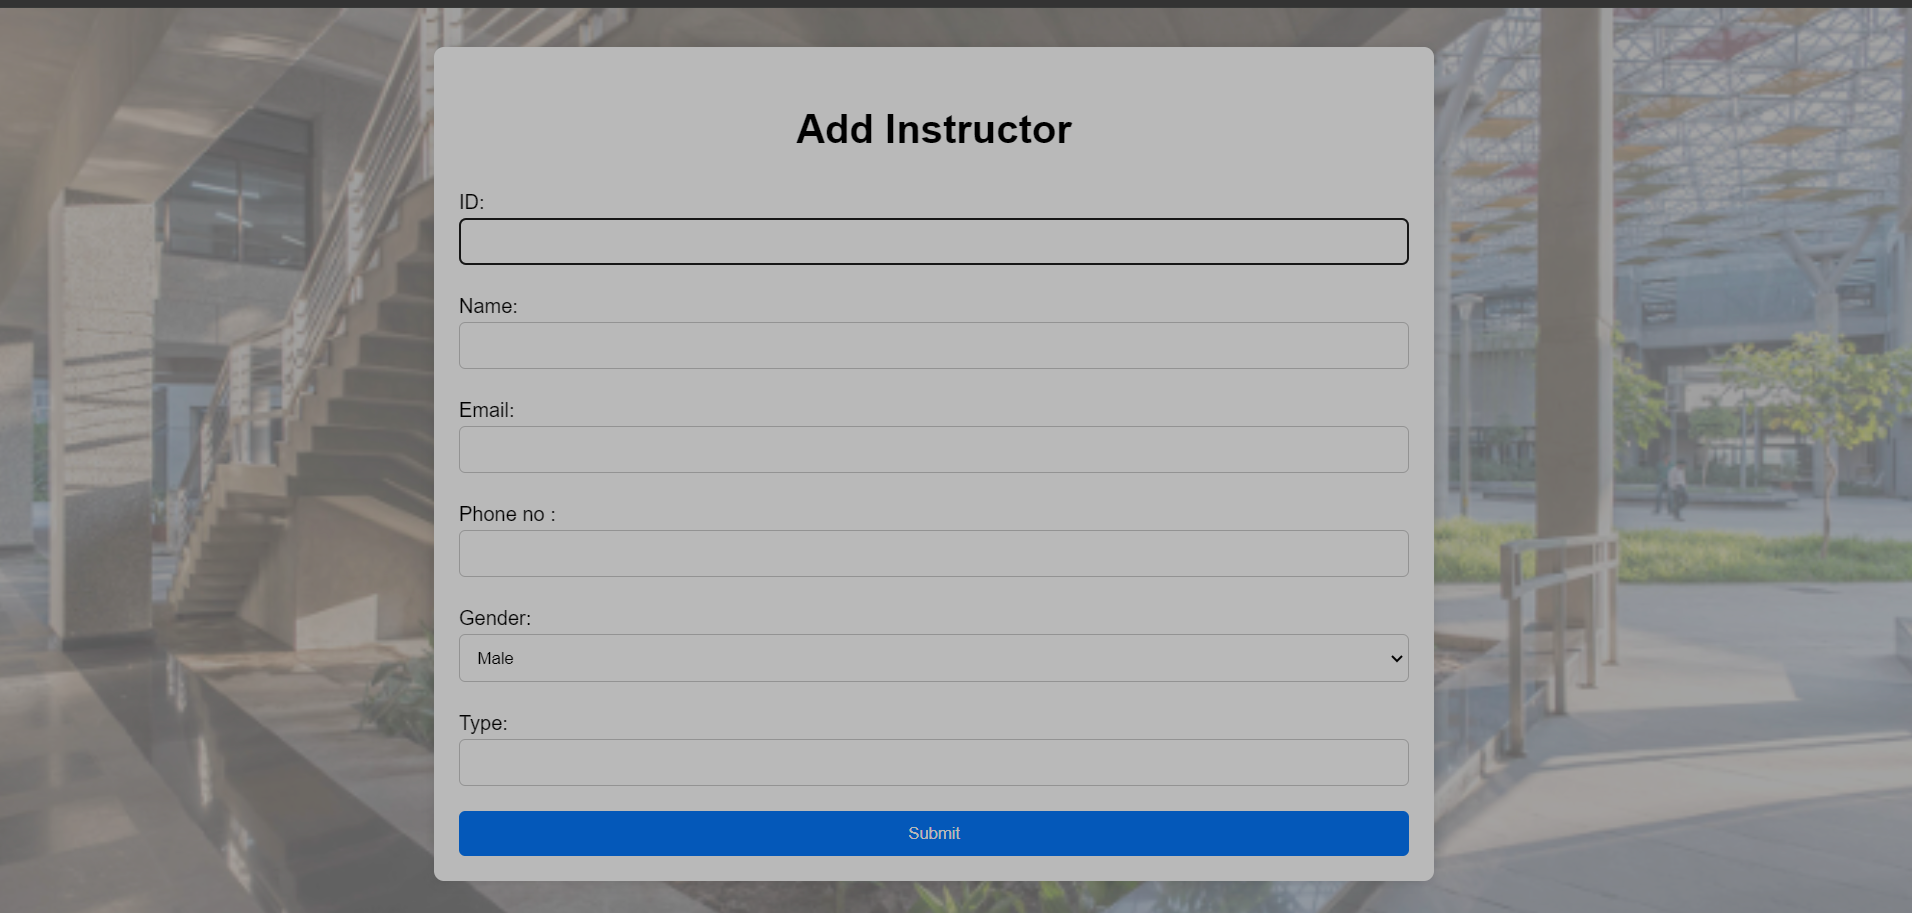 Add Instructor
ID:
Name:
Email:
Phone no :
Gender:
Male
Type:
Submit